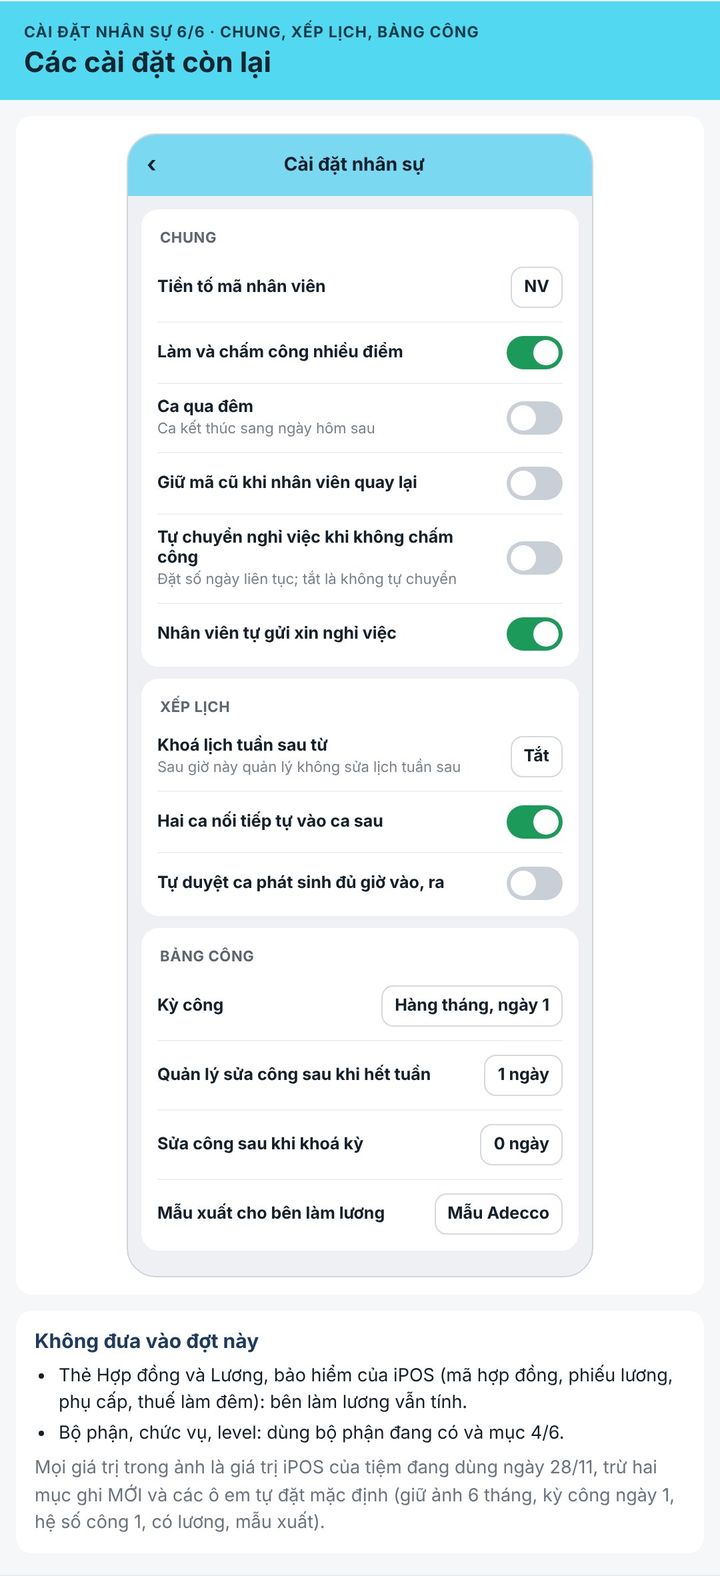 CÀI ĐẶT NHÂN SỰ 6/6 · CHUNG, XẾP LỊCH, BẢNG CÔNG
Các cài đặt còn lại
‹ Cài đặt nhân sự
CHUNG
Tiền tố mã nhân viên NV
Làm và chấm công nhiều điểm
Ca qua đêm
Ca kết thúc sang ngày hôm sau
Giữ mã cũ khi nhân viên quay lại
Tự chuyển nghỉ việc khi không chấm
công
Đặt số ngày liên tục; tắt là không tự chuyển
Nhân viên tự gửi xin nghỉ việc
XẾP LỊCH
Khoá lịch tuần sau từ Tắt
Sau giờ này quản lý không sửa lịch tuần sau
Hai ca nối tiếp tự vào ca sau
Tự duyệt ca phát sinh đủ giờ vào, ra
BẢNG CÔNG
Kỳ công Hàng tháng, ngày 1
Quản lý sửa công sau khi hết tuần 1 ngày
Sửa công sau khi khoá kỳ 0 ngày
Mẫu xuất cho bên làm lương Mẫu Adecco
Không đưa vào đợt này
• Thẻ Hợp đồng và Lương, bảo hiểm của iPOS (mã hợp đồng, phiếu lương,
phụ cấp, thuế làm đêm): bên làm lương vẫn tính.
• Bộ phận, chức vụ, level: dùng bộ phận đang có và mục 4/6.
Mọi giá trị trong ảnh là giá trị iPOS của tiệm đang dùng ngày 28/11, trừ hai
mục ghi MỚI và các ô em tự đặt mặc định (giữ ảnh 6 tháng, kỳ công ngày 1,
hệ số công 1, có lương, mẫu xuất).